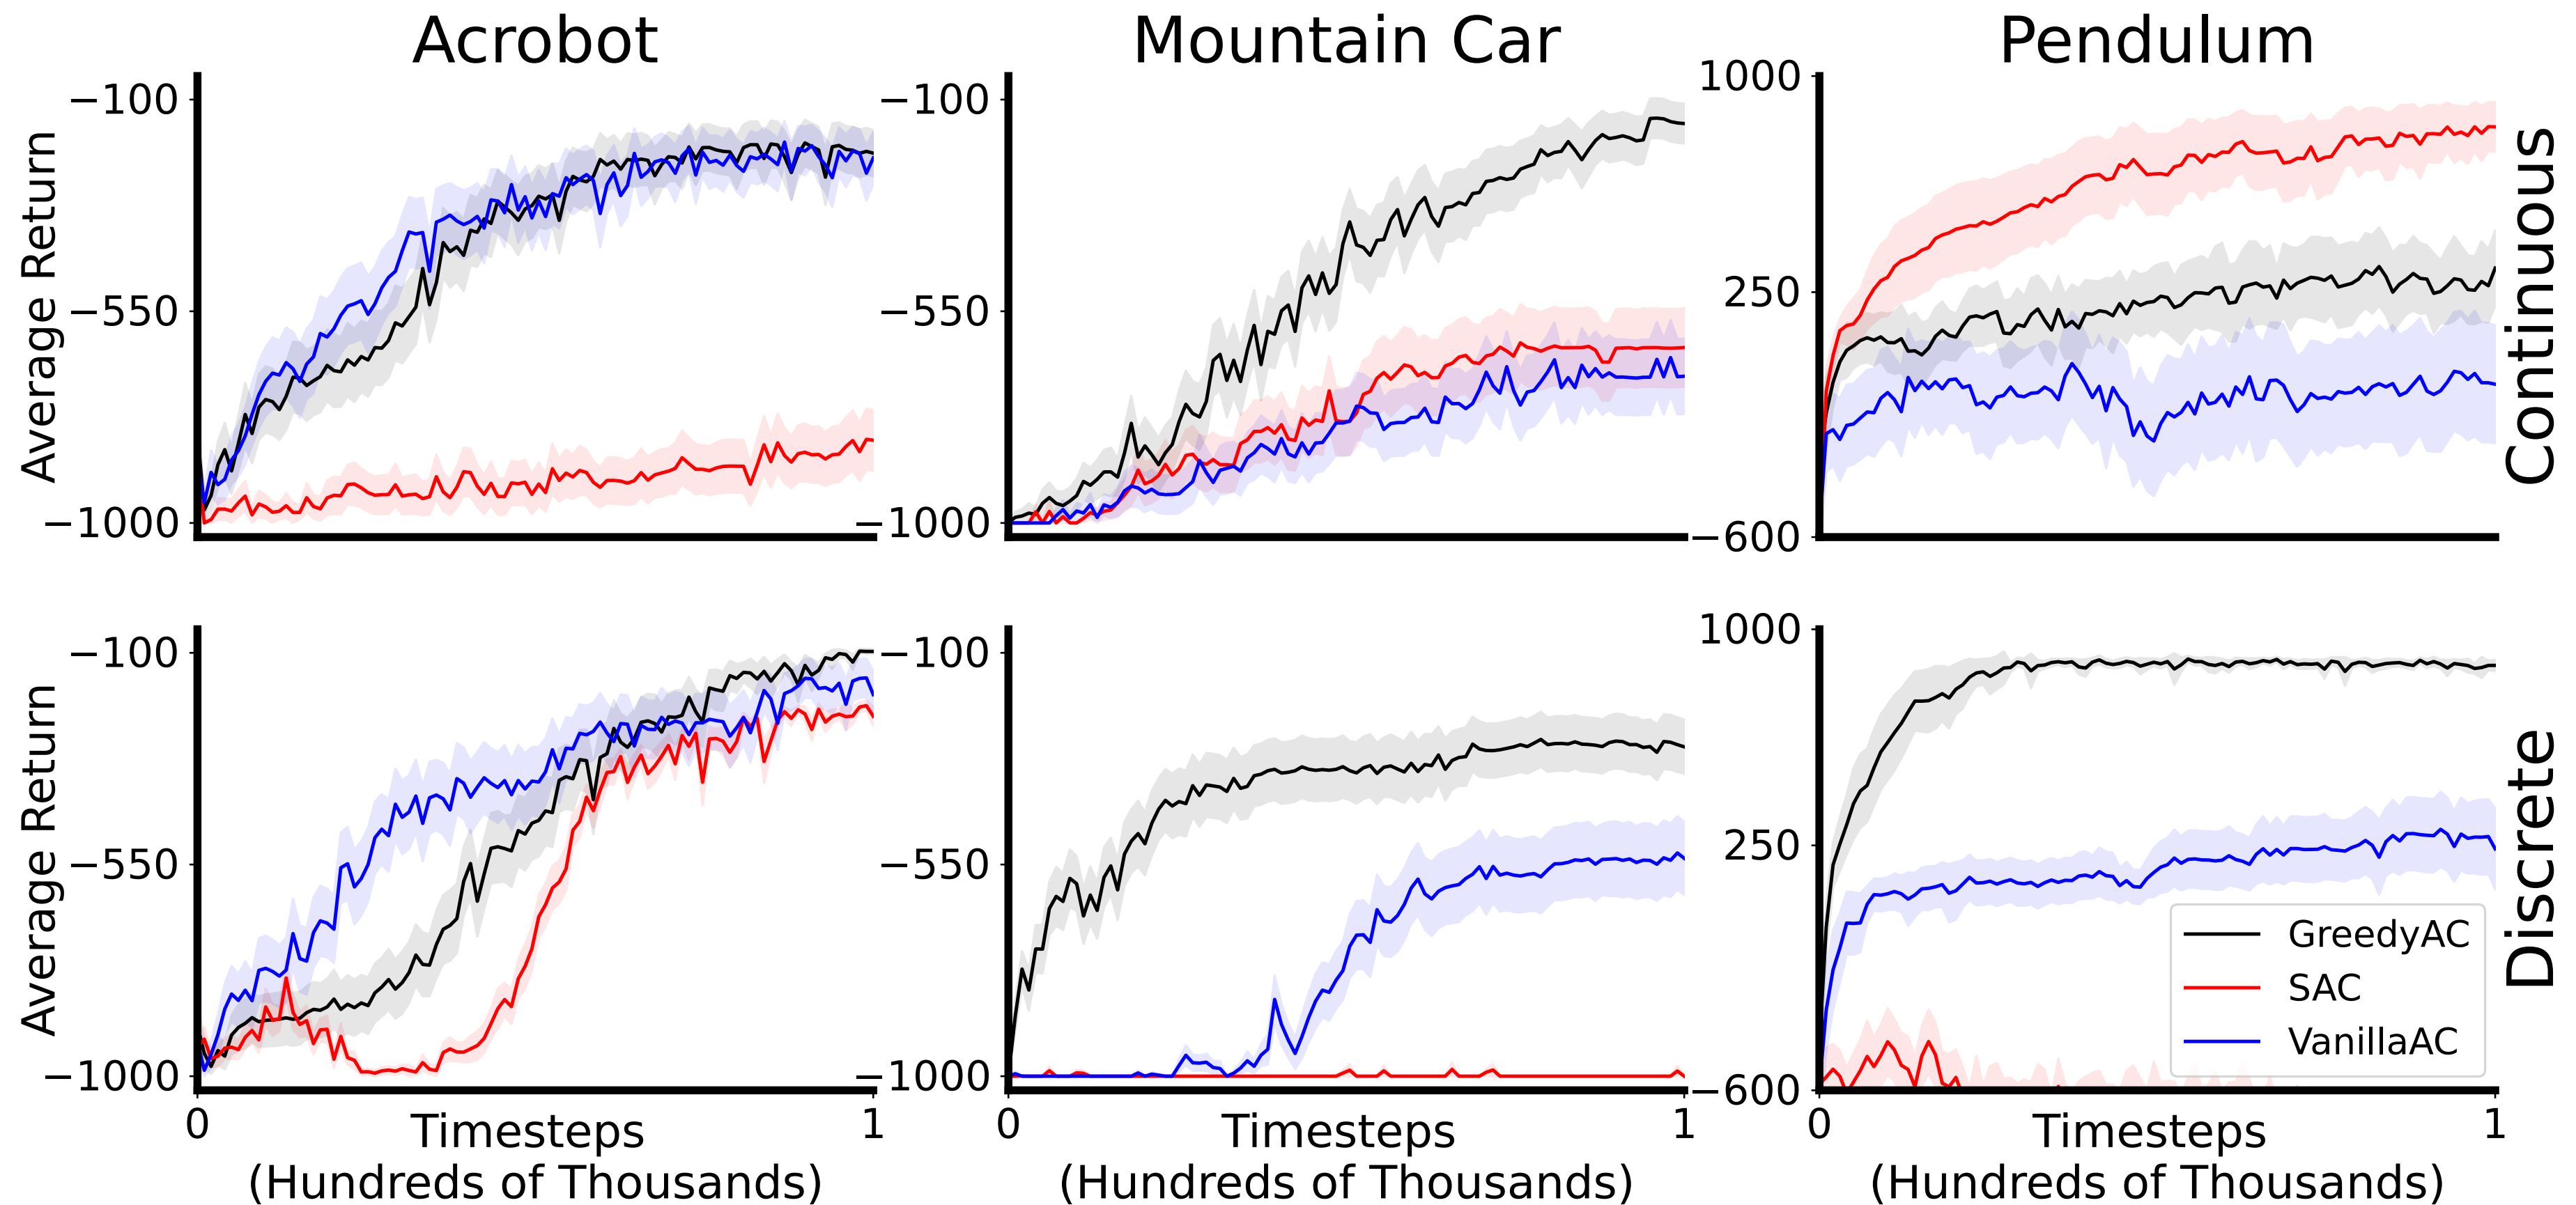 Acrobot
Mountain Car
Pendulum
Average Return
−100
−550
−1000
−100
−550
−1000
1000
250
−600
Continuous
Average Return
−100
−550
−1000
0
1
Timesteps
(Hundreds of Thousands)
−100
−550
−1000
0
1
Timesteps
(Hundreds of Thousands)
1000
250
−600
0
1
Timesteps
(Hundreds of Thousands)
GreedyAC
SAC
VanillaAC
Discrete